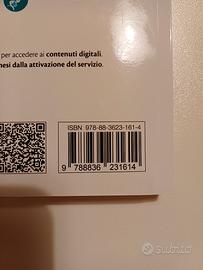 per accedere ai contenuti digitali.
mesi dalla attivazione del servizio.
ISBN 978-88-3623-161-4
9 788836 231614
subito